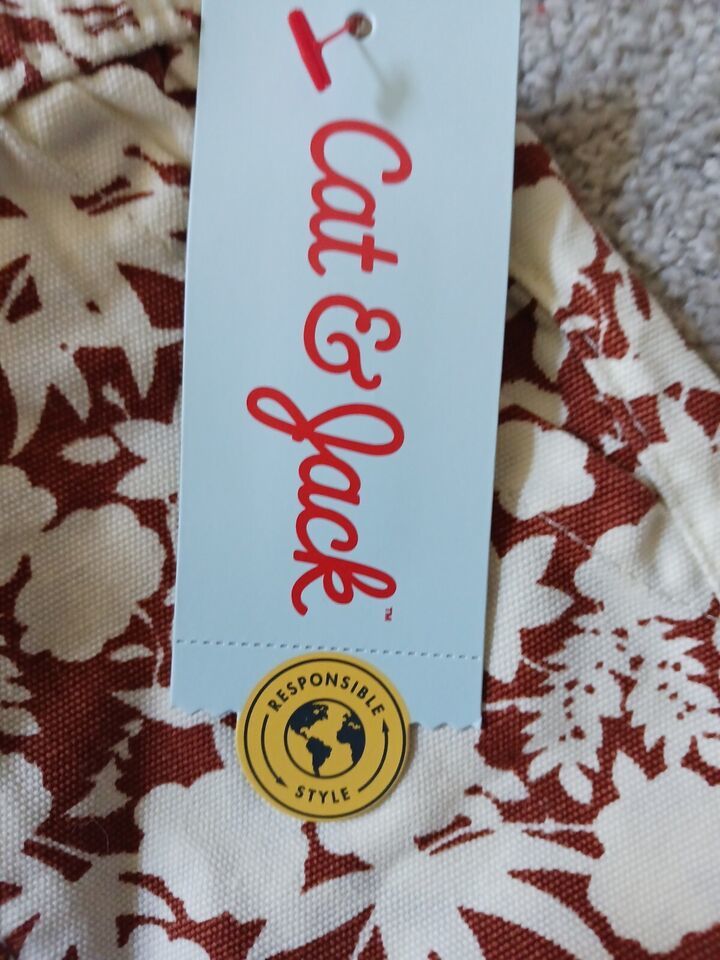 Cat & Jack™
RESPONSIBLE
STYLE